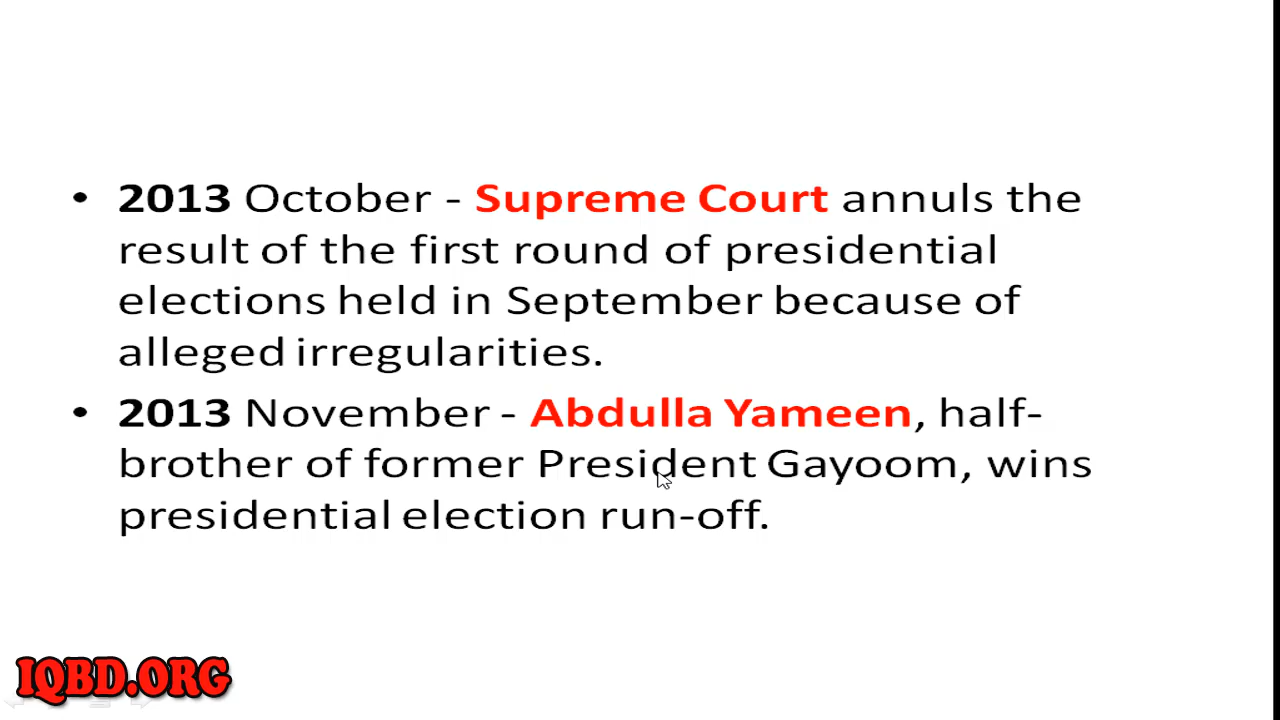 • 2013 October - Supreme Court annuls the
result of the first round of presidential
elections held in September because of
alleged irregularities.
• 2013 November - Abdulla Yameen, half-
brother of former President Gayoom, wins
presidential election run-off.
IQBD.ORG